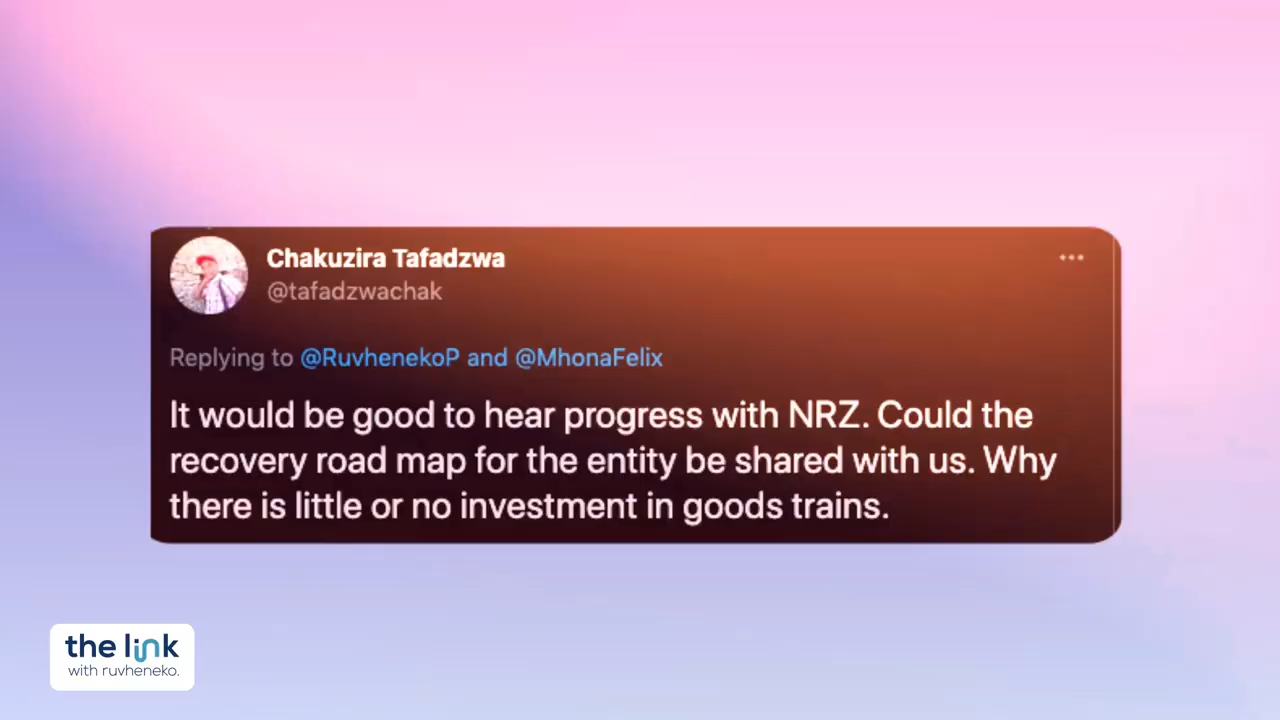 Chakuzira Tafadzwa
@tafadzwachak
Replying to @RuvhenekoP and @MhonaFelix
It would be good to hear progress with NRZ. Could the
recovery road map for the entity be shared with us. Why
there is little or no investment in goods trains.
the link
with ruvheneko.